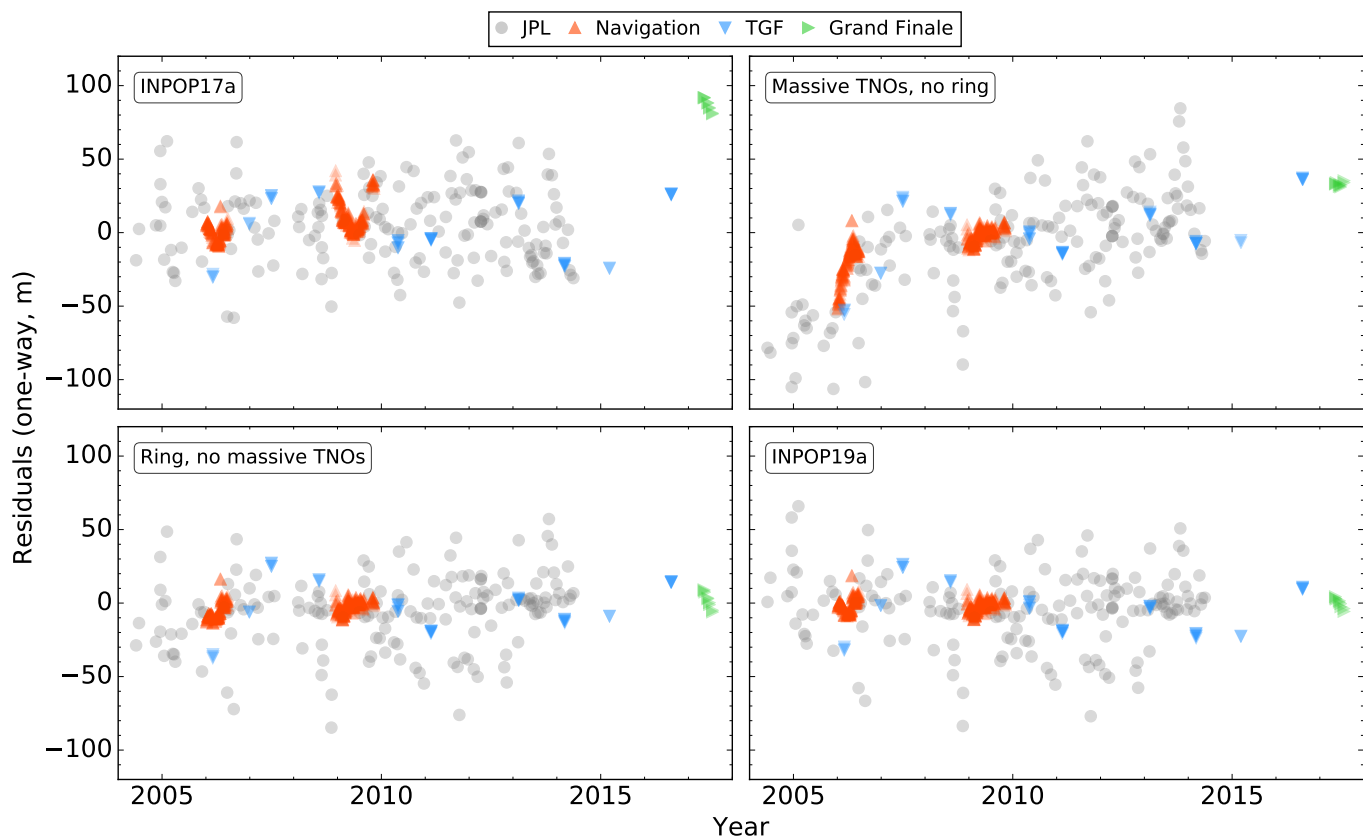 JPL Navigation TGF Grand Finale
INPOP17a
Massive TNOs, no ring
100
50
0
−50
−100
Ring, no massive TNOs
INPOP19a
100
50
0
−50
−100
Residuals (one-way, m)
2005 2010 2015 2005 2010 2015
Year